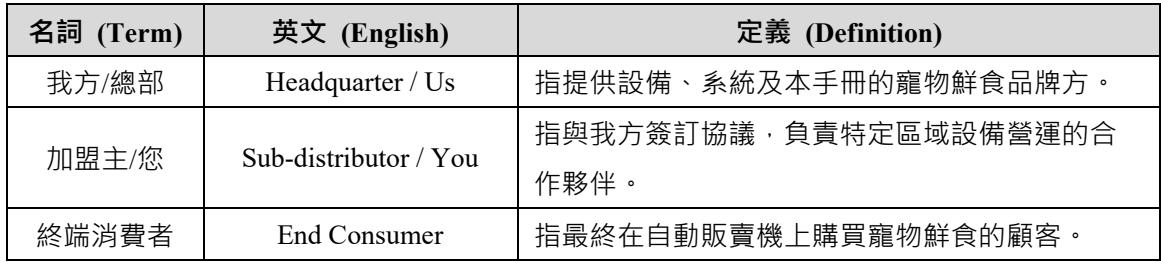 名詞 (Term) 英文 (English) 定義 (Definition)
我方/總部 Headquarter / Us 指提供設備、系統及本手冊的寵物鮮食品牌方。
加盟主/您 Sub-distributor / You 指與我方簽訂協議，負責特定區域設備營運的合
作夥伴。
終端消費者 End Consumer 指最終在自動販賣機上購買寵物鮮食的顧客。